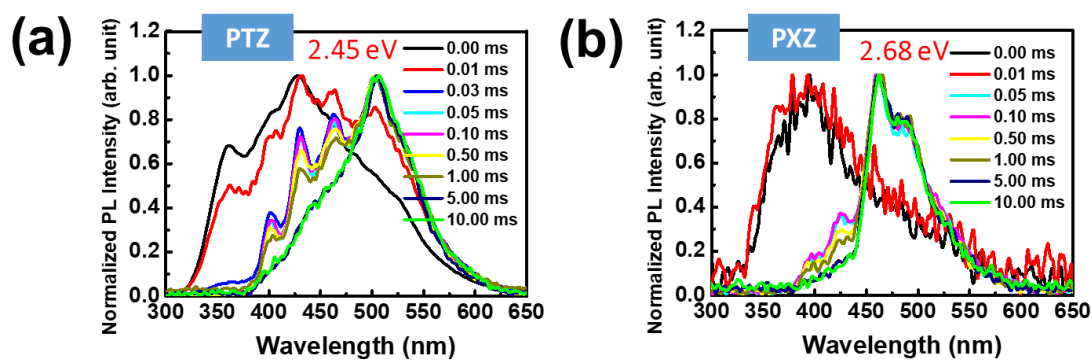 (a)
PTZ
2.45 eV
Normalized PL Intensity (arb. unit)
1.2
1.0
0.8
0.6
0.4
0.2
0.0
0.00 ms
0.01 ms
0.03 ms
0.05 ms
0.10 ms
0.50 ms
1.00 ms
5.00 ms
10.00 ms
300 350 400 450 500 550 600 650
Wavelength (nm)
(b)
PXZ
2.68 eV
Normalized PL Intensity (arb. unit)
1.2
1.0
0.8
0.6
0.4
0.2
0.0
0.00 ms
0.01 ms
0.05 ms
0.10 ms
0.50 ms
1.00 ms
5.00 ms
10.00 ms
300 350 400 450 500 550 600 650
Wavelength (nm)